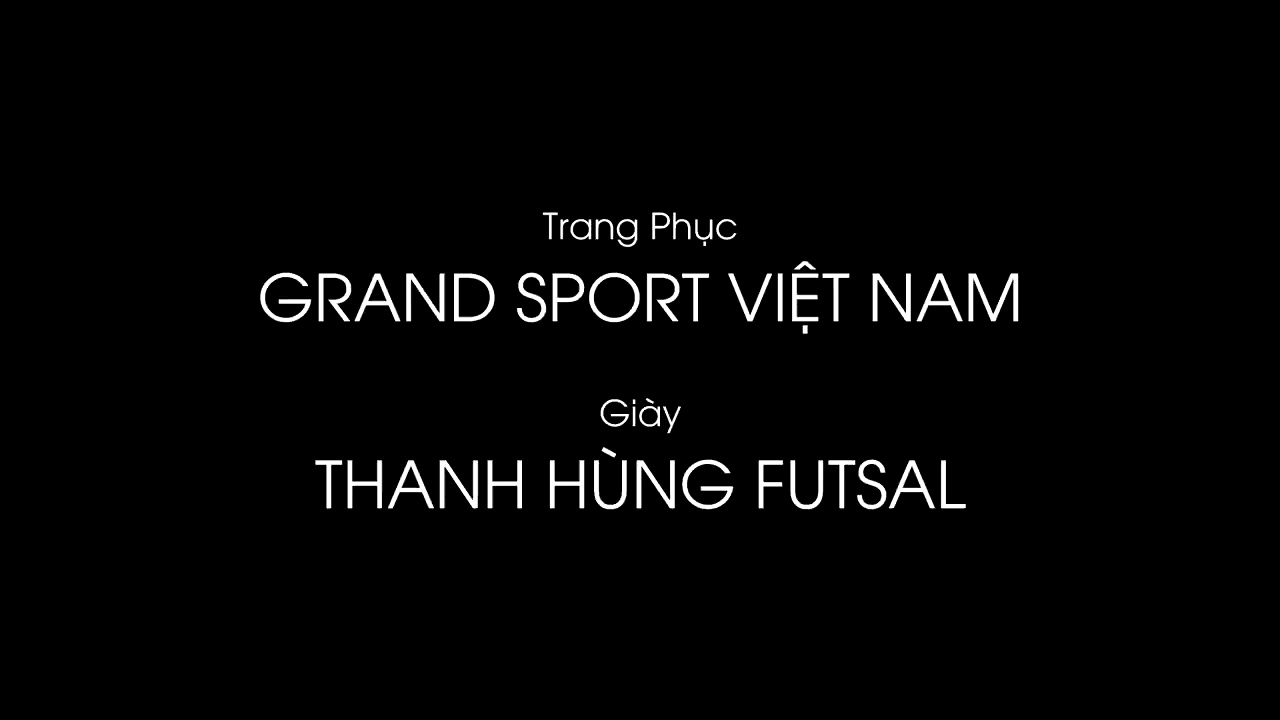 Trang Phục
GRAND SPORT VIỆT NAM
Giày
THANH HÙNG FUTSAL